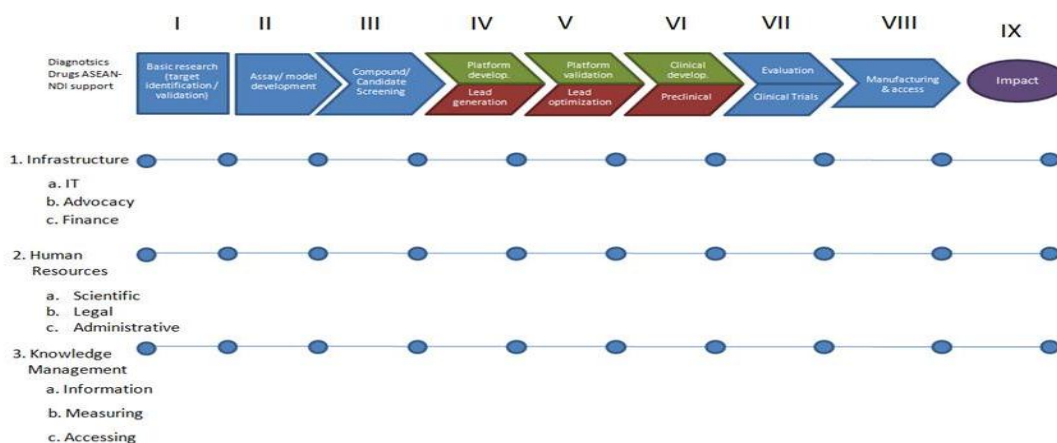 I II III IV V VI VII VIII IX
Diagnotsics
Drugs ASEAN-
NDI support
Basic research
(target
identification/
validation)
Assay/ model
development
Compound/
Candidate
Screening
Platform
develop.
Lead
generation
Platform
validation
Lead
optimization
Clinical
develop.
Preclinical
Evaluation
Clinical Trials
Manufacturing
& access
Impact
1. Infrastructure
a. IT
b. Advocacy
c. Finance
2. Human
Resources
a. Scientific
b. Legal
c. Administrative
3. Knowledge
Management
a. Information
b. Measuring
c. Accessing